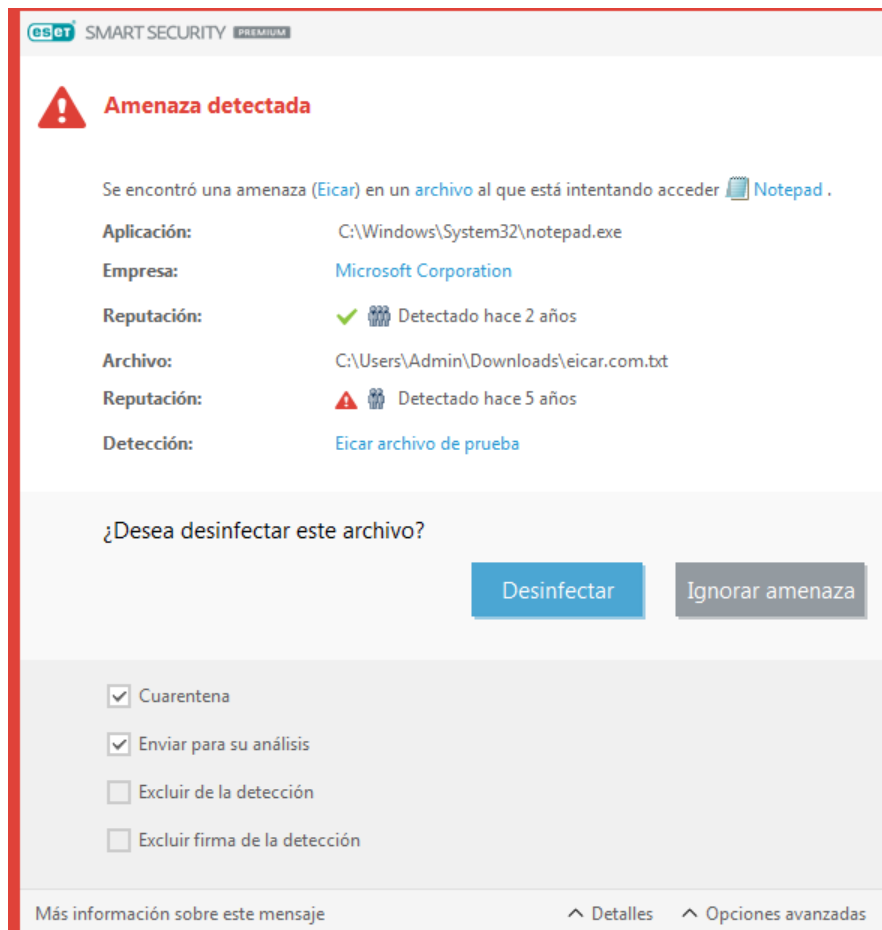 eset SMART SECURITY PREMIUM
Amenaza detectada
Se encontró una amenaza (Eicar) en un archivo al que está intentando acceder Notepad .
Aplicación: C:\Windows\System32\notepad.exe
Empresa: Microsoft Corporation
Reputación: Detectado hace 2 años
Archivo: C:\Users\Admin\Downloads\eicar.com.txt
Reputación: Detectado hace 5 años
Detección: Eicar archivo de prueba
¿Desea desinfectar este archivo?
Desinfectar Ignorar amenaza
Cuarentena
Enviar para su análisis
Excluir de la detección
Excluir firma de la detección
Más información sobre este mensaje Detalles Opciones avanzadas